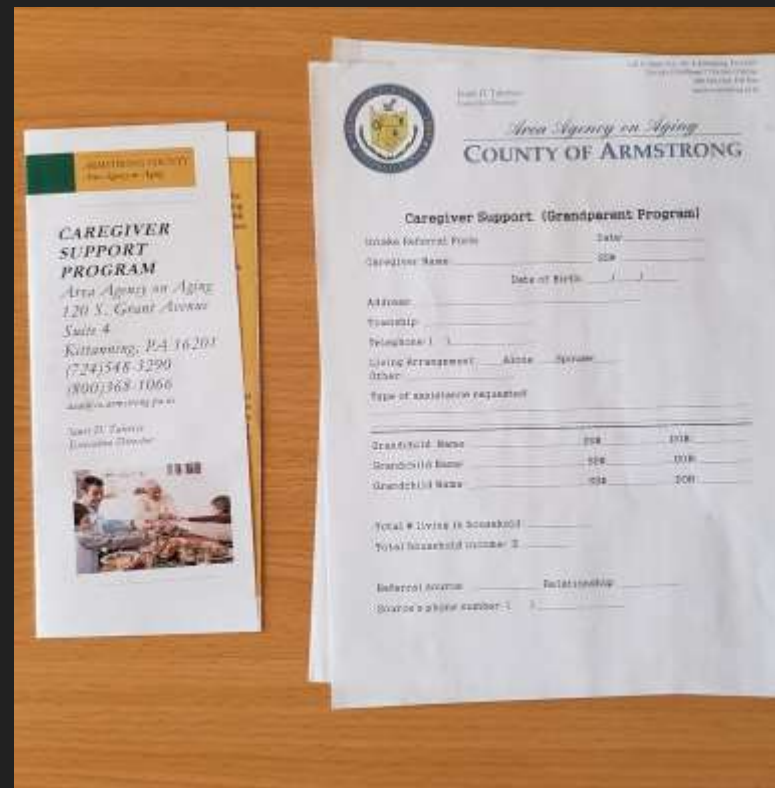 ARMSTRONG COUNTY
Area Agency on Aging
CAREGIVER
SUPPORT
PROGRAM
Area Agency on Aging
120 S. Grant Avenue
Suite 4
Kittanning, PA 16201
(724)548-3290
(800)368-1066
Executive Director
Executive Director
Area Agency on Aging
COUNTY OF ARMSTRONG
Caregiver Support (Grandparent Program)
Intake Referral Form Date
Caregiver Name SS#
Date of Birth / /
Address
Township
Telephone ( )
Living Arrangement Alone Spouse
Other
Type of assistance requested
Grandchild Name SS# DOB
Grandchild Name SS# DOB
Grandchild Name SS# DOB
Total # living in household
Total household income
Referral source Relationship
Source's phone number ( )